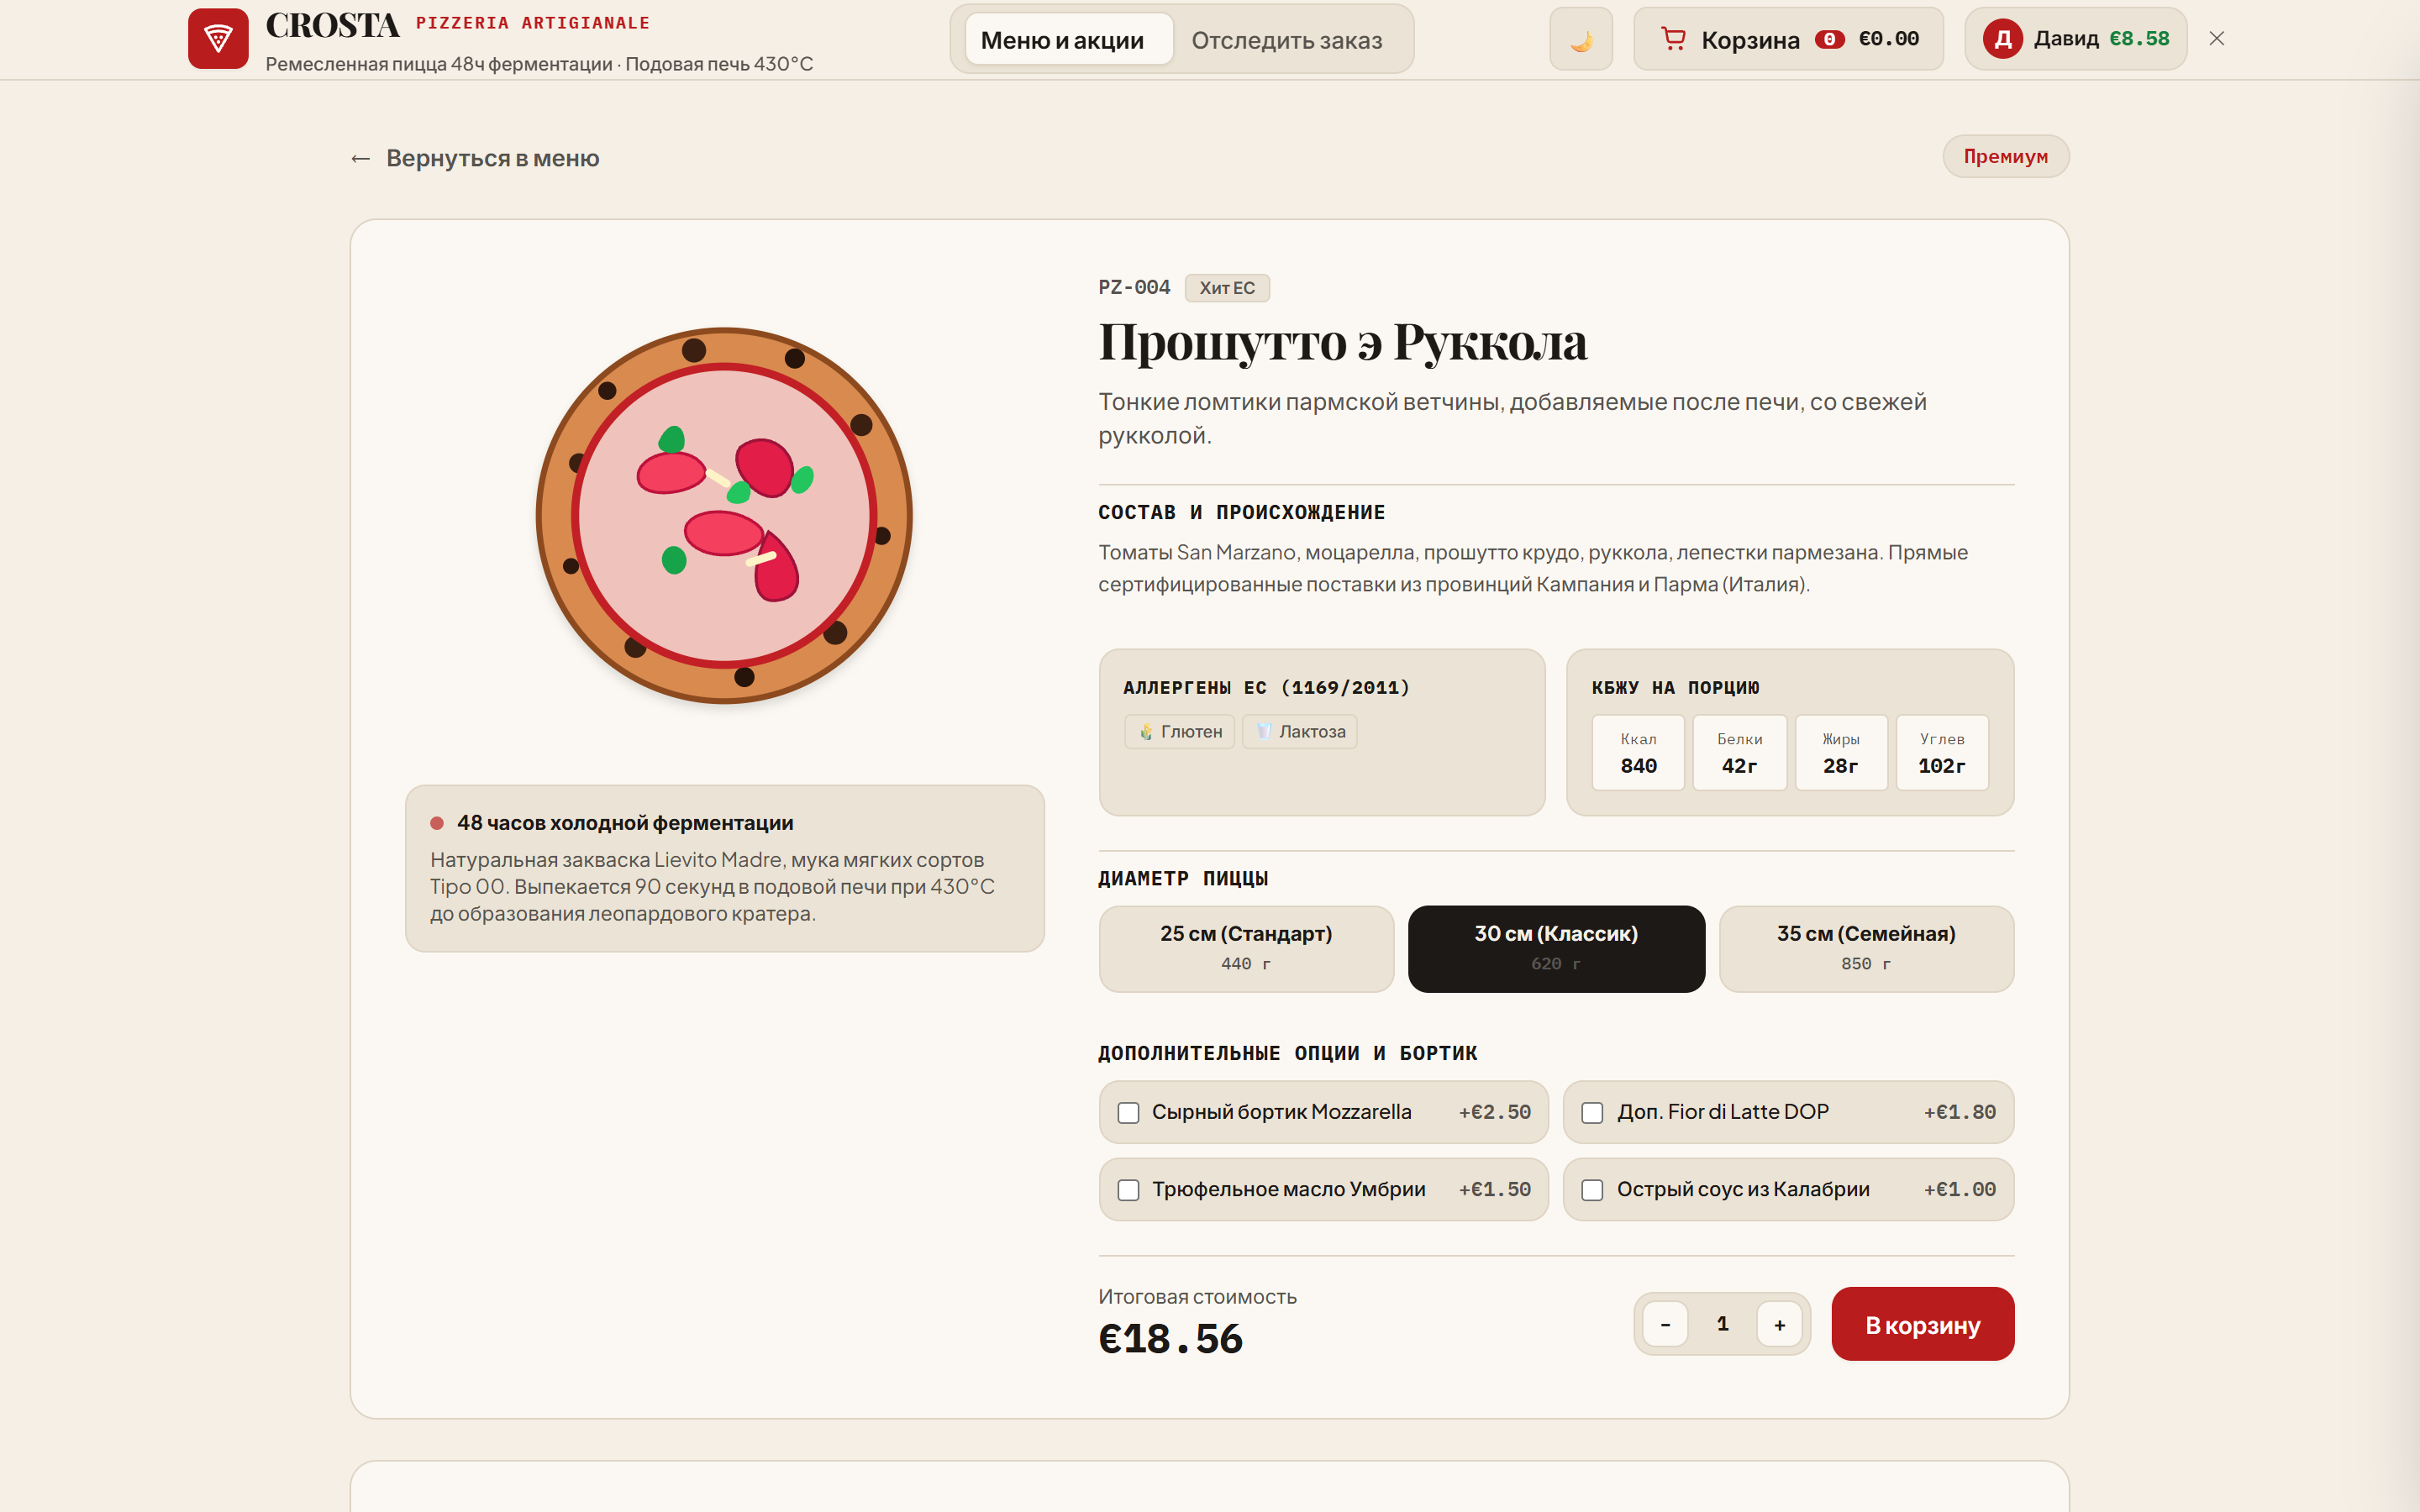 CROSTA PIZZERIA ARTIGIANALE
Ремесленная пицца 48ч ферментации · Подовая печь 430°C
Меню и акции
Отследить заказ
Корзина 0 €0.00
Д Давид €8.58 ×
← Вернуться в меню
Премиум
PZ-004 Хит ЕС
Прошутто э Руккола
Тонкие ломтики пармской ветчины, добавляемые после печи, со свежей
рукколой.
СОСТАВ И ПРОИСХОЖДЕНИЕ
Томаты San Marzano, моцарелла, прошутто крудо, руккола, лепестки пармезана. Прямые
сертифицированные поставки из провинций Кампания и Парма (Италия).
АЛЛЕРГЕНЫ ЕС (1169/2011)
Глютен Лактоза
КБЖУ НА ПОРЦИЮ
Ккал Белки Жиры Углев
840 42г 28г 102г
48 часов холодной ферментации
Натуральная закваска Lievito Madre, мука мягких сортов
Tipo 00. Выпекается 90 секунд в подовой печи при 430°C
до образования леопардового кратера.
ДИАМЕТР ПИЦЦЫ
25 см (Стандарт) 30 см (Классик) 35 см (Семейная)
440 г 620 г 850 г
ДОПОЛНИТЕЛЬНЫЕ ОПЦИИ И БОРТИК
Сырный бортик Mozzarella +€2.50
Доп. Fior di Latte DOP +€1.80
Трюфельное масло Умбрии +€1.50
Острый соус из Калабрии +€1.00
Итоговая стоимость
€18.56
- 1 +
В корзину